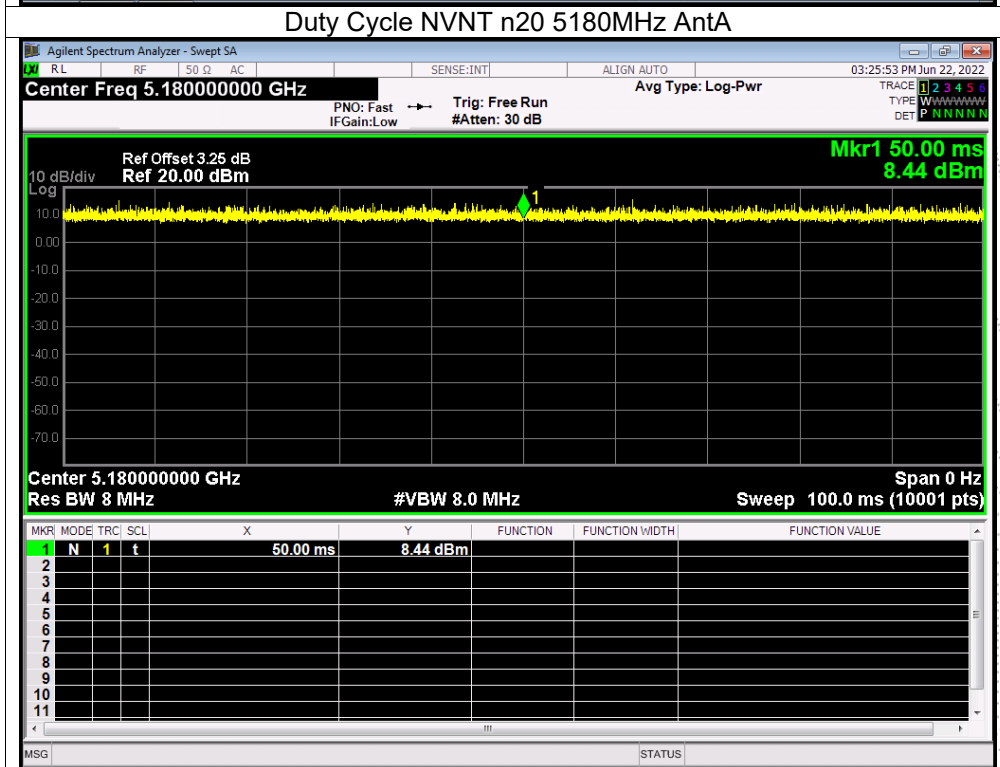 Duty Cycle NVNT n20 5180MHz AntA
Agilent Spectrum Analyzer - Swept SA
LXI RL RF 50 Ω AC SENSE:INT ALIGN AUTO 03:25:53 PM Jun 22, 2022
Center Freq 5.180000000 GHz
PNO: Fast
IFGain:Low
Trig: Free Run
#Atten: 30 dB
Avg Type: Log-Pwr
TRACE 1 2 3 4 5 6
TYPE WWWWWW
DET P N N N N N
Mkr1 50.00 ms
8.44 dBm
Ref Offset 3.25 dB
10 dB/div Ref 20.00 dBm
Log
1
10.0
0.00
-10.0
-20.0
-30.0
-40.0
-50.0
-60.0
-70.0
Center 5.180000000 GHz Span 0 Hz
Res BW 8 MHz #VBW 8.0 MHz Sweep 100.0 ms (10001 pts)
MKR MODE TRC SCL X Y FUNCTION FUNCTION WIDTH FUNCTION VALUE
1 N 1 t 50.00 ms 8.44 dBm
2
3
4
5
6
7
8
9
10
11
MSG STATUS